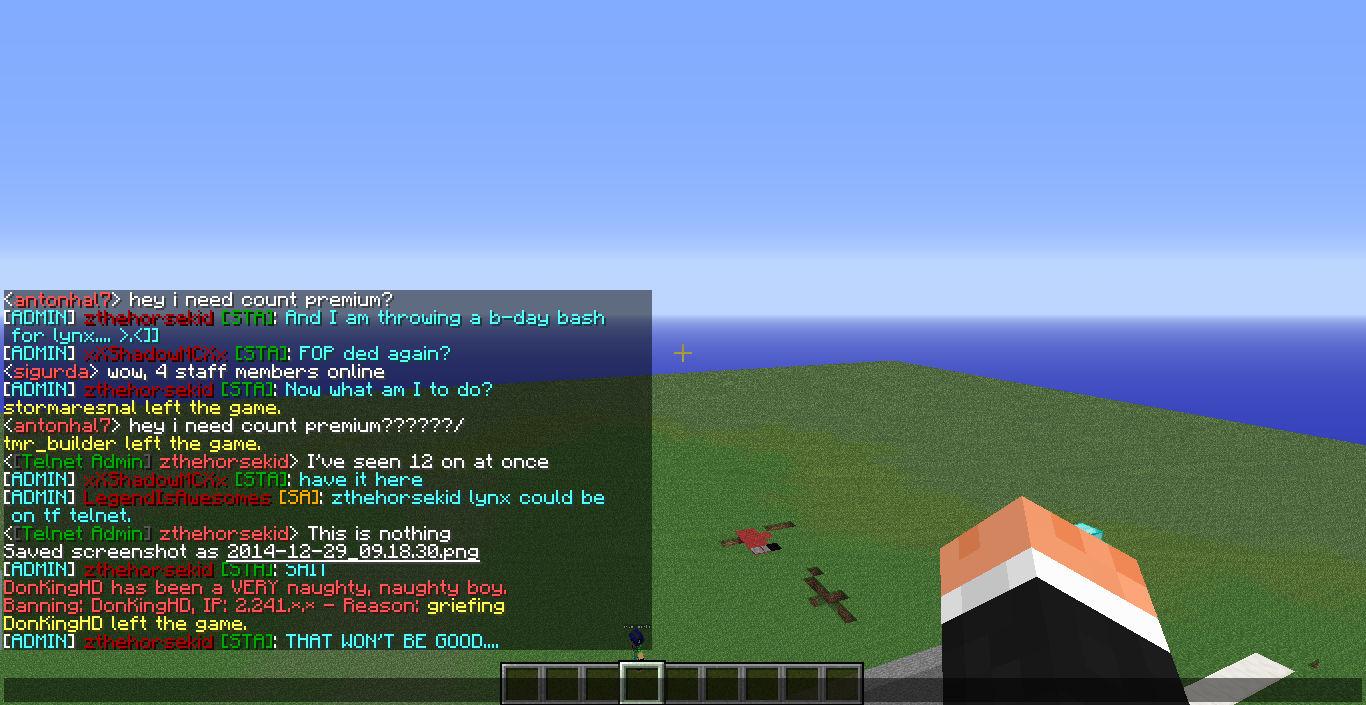 <antonhal7> hey i need count premium?
[ADMIN] zthehorsekid [STA]: And I am throwing a b-day bash
for lynx.... >.<]]
[ADMIN] xXShadowMCXx [STA]: FOP ded again?
<sigurda> wow, 4 staff members online
[ADMIN] zthehorsekid [STA]: Now what am I to do?
stormaresnal left the game.
<antonhal7> hey i need count premium??????/
tmr_builder left the game.
<[Telnet Admin] zthehorsekid> I've seen 12 on at once
[ADMIN] xXShadowMCXx [STA]: have it here
[ADMIN] LegendIsAwesomes [SA]: zthehorsekid lynx could be
on tf telnet.
<[Telnet Admin] zthehorsekid> This is nothing
Saved screenshot as 2014-12-29_09.18.30.png
[ADMIN] zthehorsekid [STA]: SAIT
DonKingHD has been a VERY naughty, naughty boy.
Banning: DonKingHD, IP: 2.241.*.* - Reason: griefing
DonKingHD left the game.
[ADMIN] zthehorsekid [STA]: THAT WON'T BE GOOD....